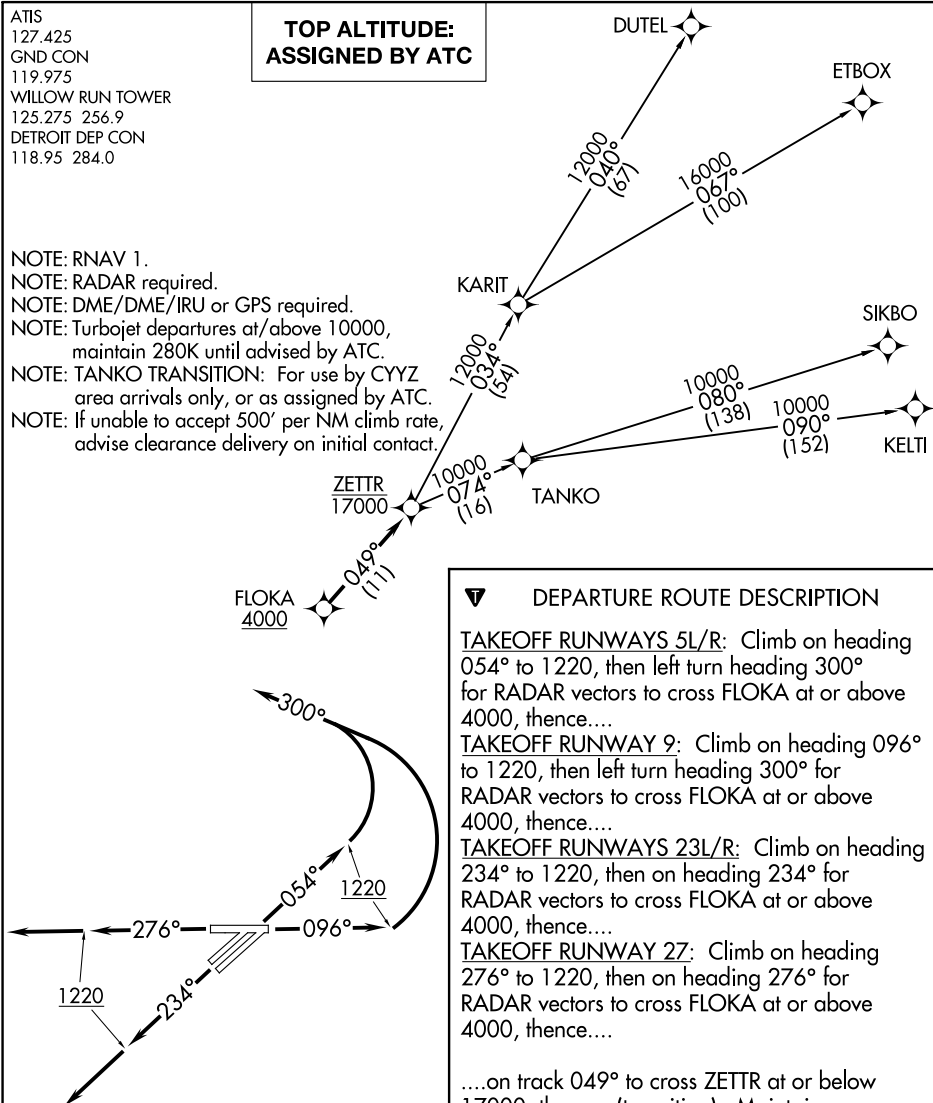 ATIS
127.425
GND CON
119.975
WILLOW RUN TOWER
125.275 256.9
DETROIT DEP CON
118.95 284.0
TOP ALTITUDE:
ASSIGNED BY ATC
NOTE: RNAV 1.
NOTE: RADAR required.
NOTE: DME/DME/IRU or GPS required.
NOTE: Turbojet departures at/above 10000,
maintain 280K until advised by ATC.
NOTE: TANKO TRANSITION: For use by CYYZ
area arrivals only, or as assigned by ATC.
NOTE: If unable to accept 500' per NM climb rate,
advise clearance delivery on initial contact.
DUTEL
ETBOX
12000
040°
(67)
16000
067°
(100)
KARIT
SIKBO
12000
034°
(54)
10000
080°
(138)
10000
090°
(152)
KELTI
ZETTR
17000
10000
074°
(16)
TANKO
049°
(11)
FLOKA
4000
300°
054°
1220
276°
096°
1220
234°
T DEPARTURE ROUTE DESCRIPTION
TAKEOFF RUNWAYS 5L/R: Climb on heading
054° to 1220, then left turn heading 300°
for RADAR vectors to cross FLOKA at or above
4000, thence....
TAKEOFF RUNWAY 9: Climb on heading 096°
to 1220, then left turn heading 300° for
RADAR vectors to cross FLOKA at or above
4000, thence....
TAKEOFF RUNWAYS 23L/R: Climb on heading
234° to 1220, then on heading 234° for
RADAR vectors to cross FLOKA at or above
4000, thence....
TAKEOFF RUNWAY 27: Climb on heading
276° to 1220, then on heading 276° for
RADAR vectors to cross FLOKA at or above
4000, thence....
....on track 049° to cross ZETTR at or below